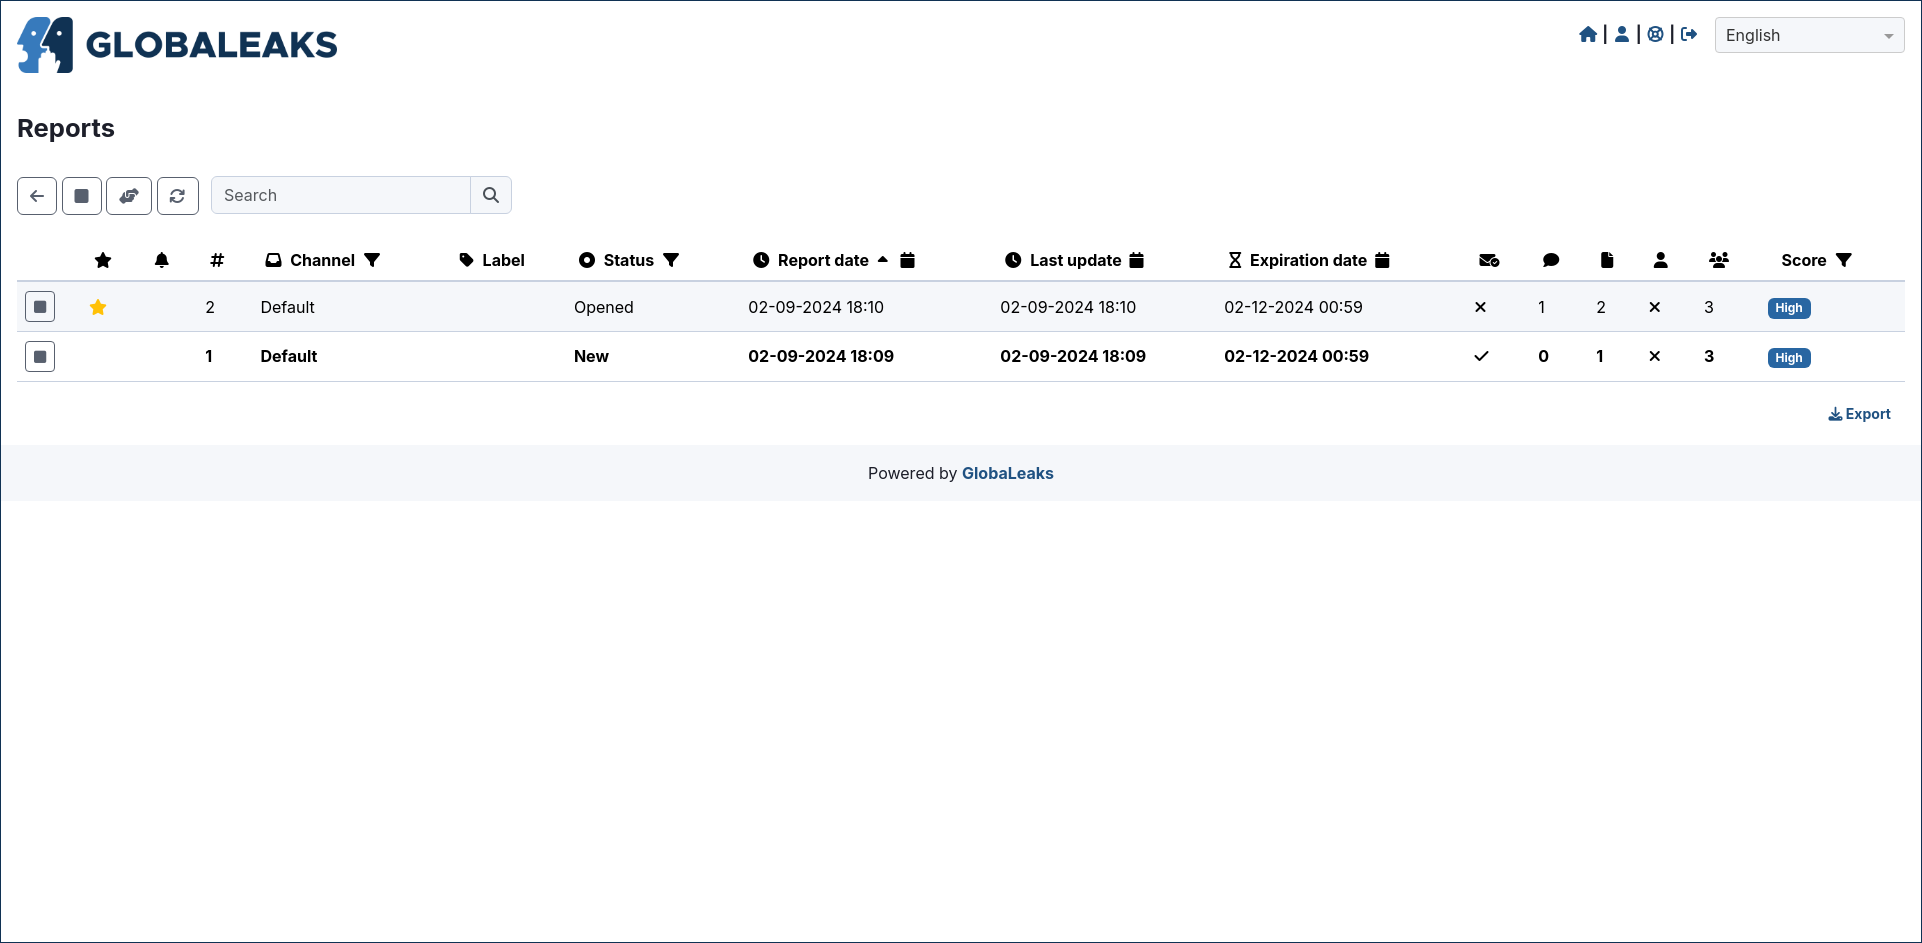 GLOBALEAKS
English
Reports
Search
# Channel Label Status Report date Last update Expiration date Score
2 Default Opened 02-09-2024 18:10 02-09-2024 18:10 02-12-2024 00:59 1 2 3 High
1 Default New 02-09-2024 18:09 02-09-2024 18:09 02-12-2024 00:59 0 1 3 High
Export
Powered by GlobaLeaks